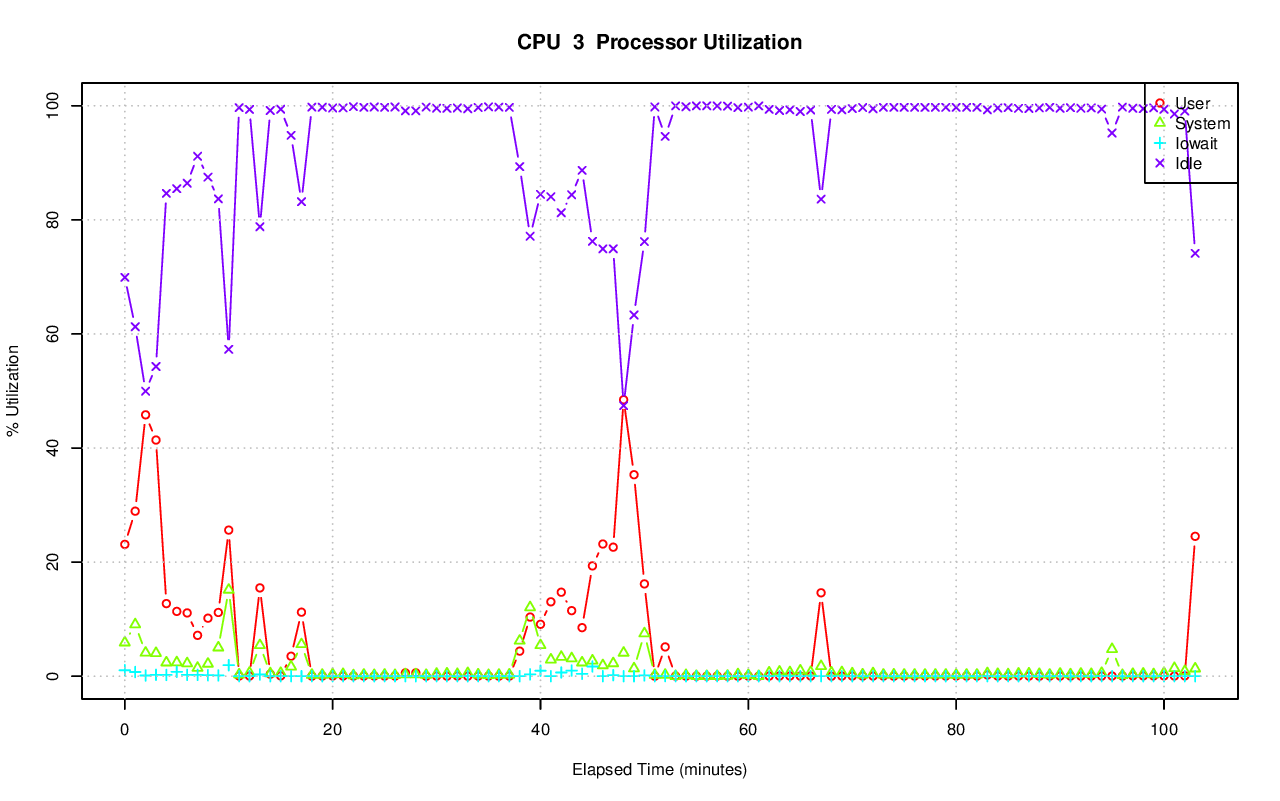 CPU  3  Processor Utilization
100
80
60
40
20
0
% Utilization
User
System
Iowait
Idle
0 20 40 60 80 100
Elapsed Time (minutes)